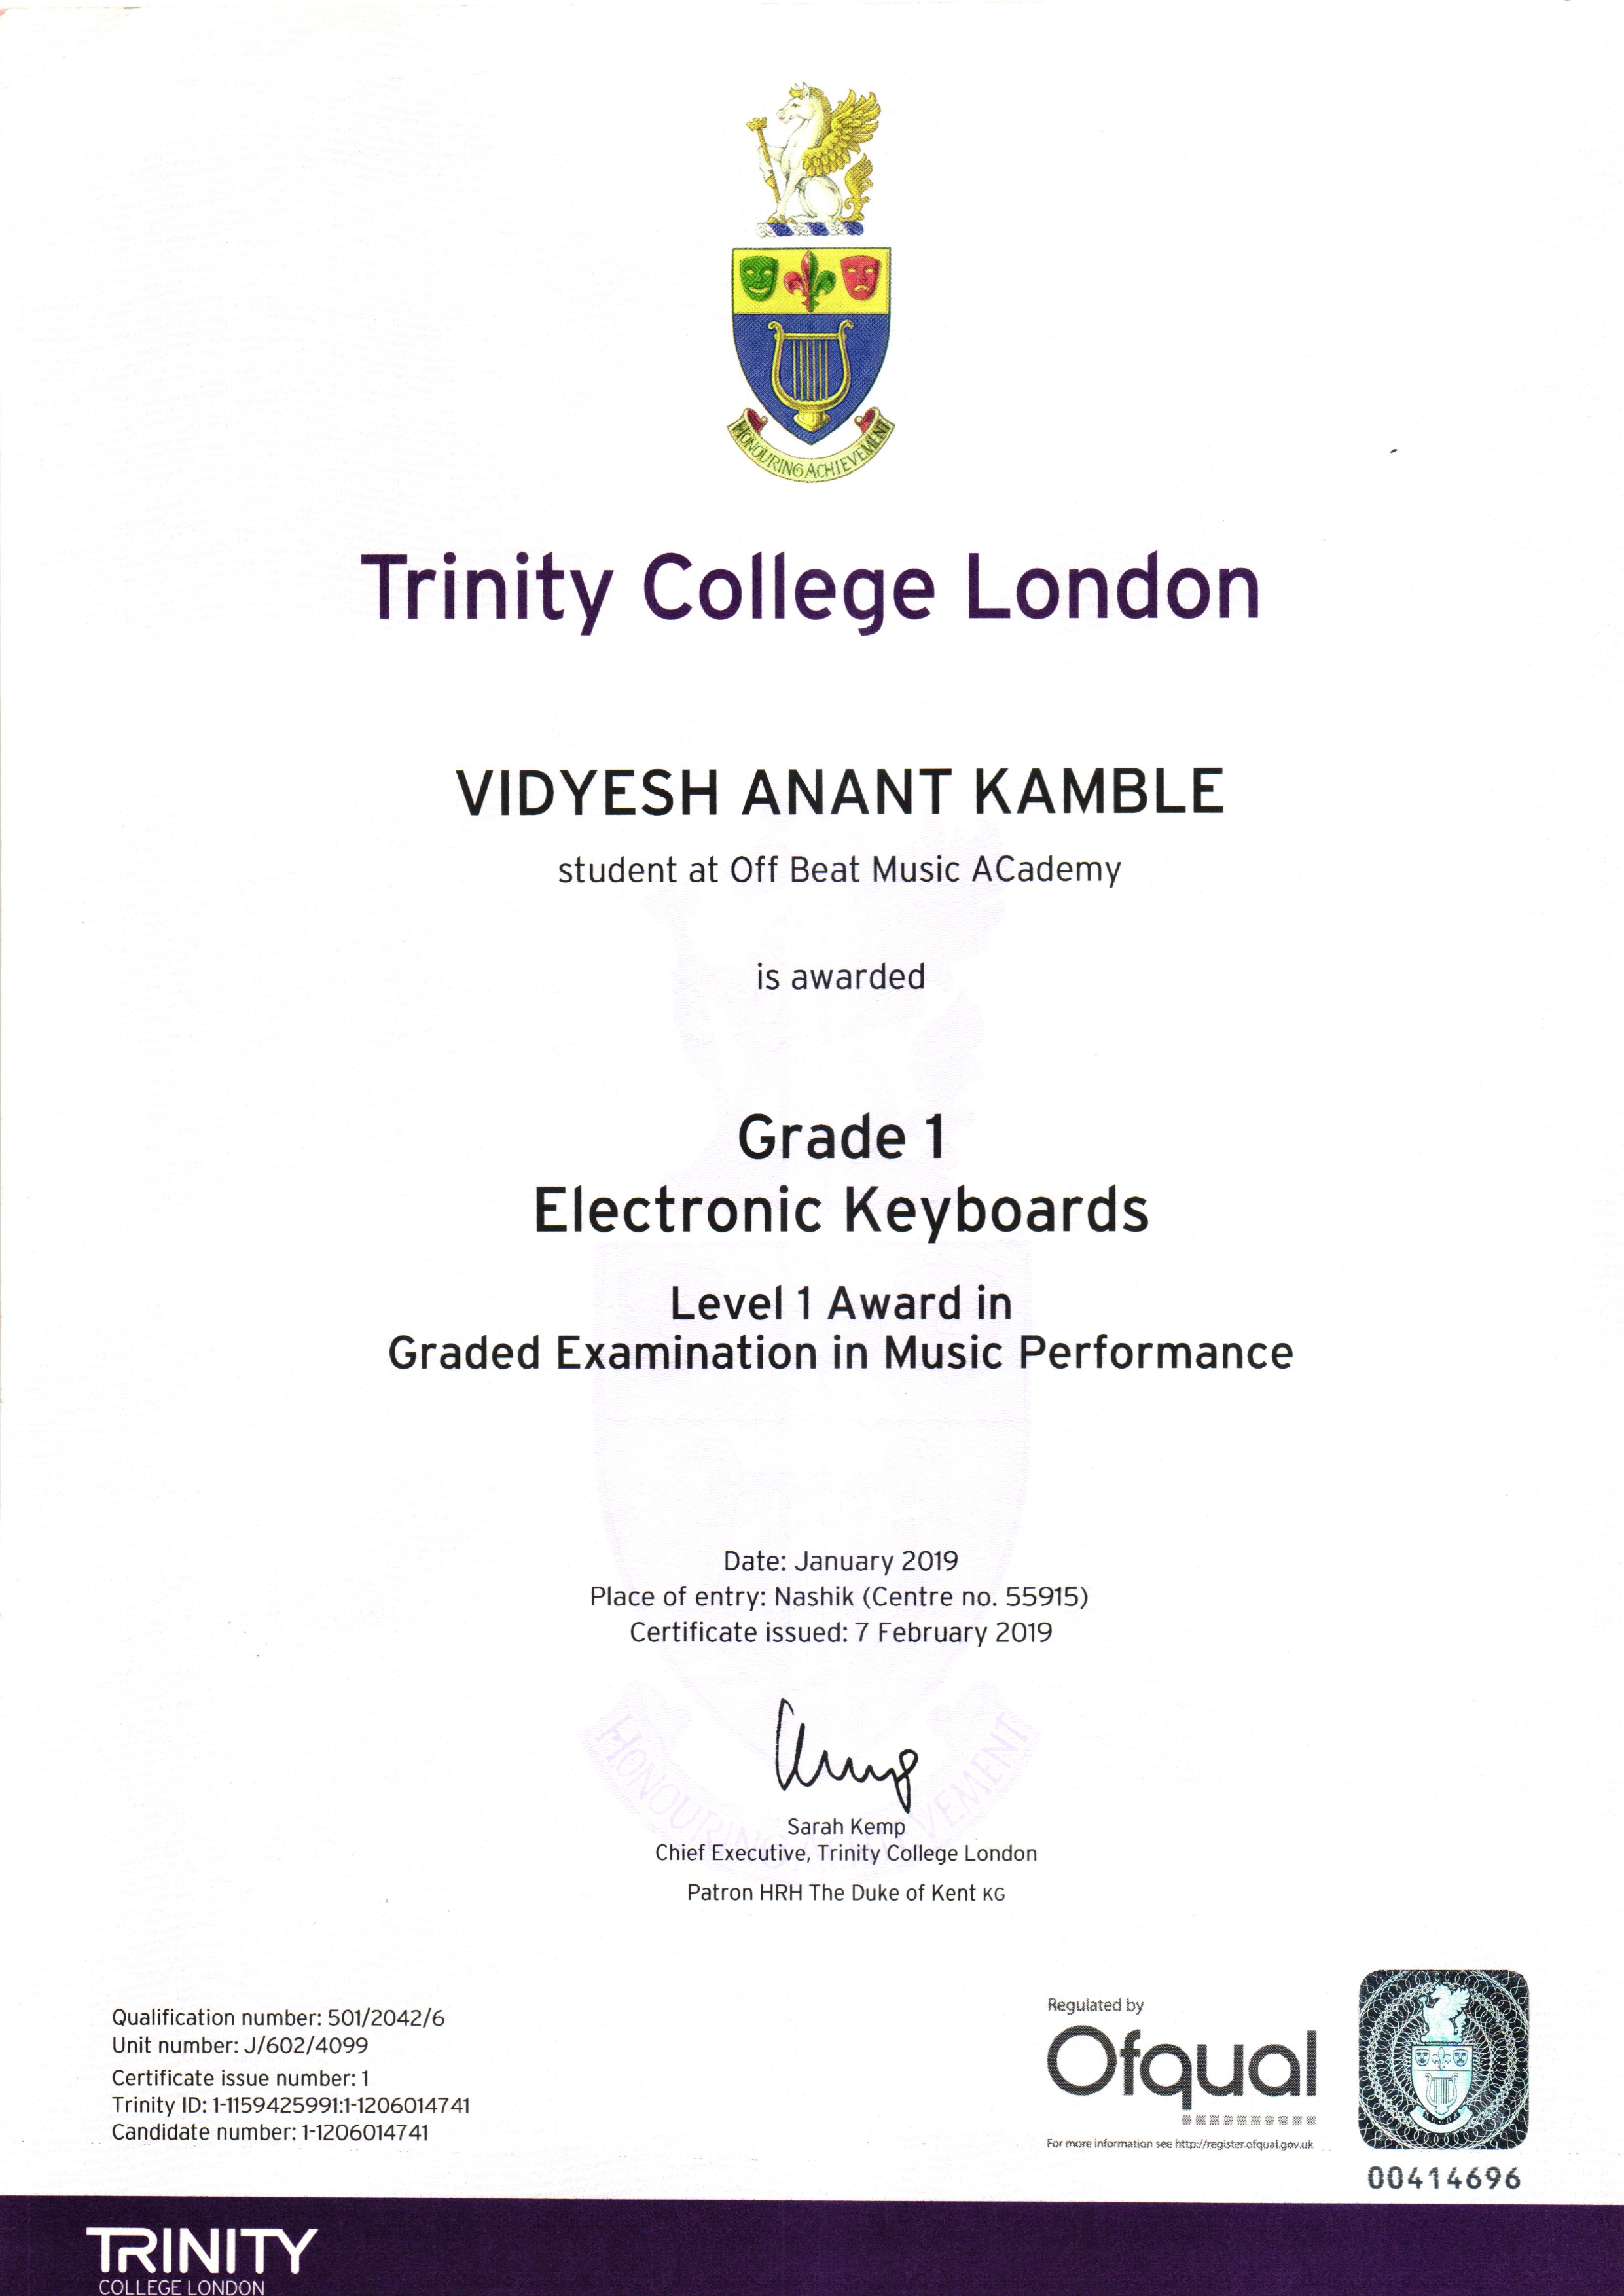 HONOURING ACHIEVEMENT
Trinity College London
VIDYESH ANANT KAMBLE
student at Off Beat Music ACademy
is awarded
Grade 1
Electronic Keyboards
Level 1 Award in
Graded Examination in Music Performance
Date: January 2019
Place of entry: Nashik (Centre no. 55915)
Certificate issued: 7 February 2019
HONOURING ACHIEVEMENT
Sarah Kemp
Chief Executive, Trinity College London
Patron HRH The Duke of Kent KG
Qualification number: 501/2042/6
Unit number: J/602/4099
Certificate issue number: 1
Trinity ID: 1-1159425991:1-1206014741
Candidate number: 1-1206014741
Regulated by
Ofqual
For more information see http://register.ofqual.gov.uk
00414696
TRINITY
COLLEGE LONDON